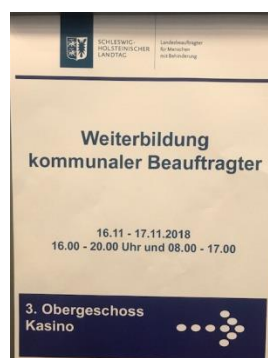 SCHLESWIG-
HOLSTEINISCHER
LANDTAG
Landesbeauftragter
für Menschen
mit Behinderung
Weiterbildung
kommunaler Beauftragter
16.11 - 17.11.2018
16.00 - 20.00 Uhr und 08.00 - 17.00
3. Obergeschoss
Kasino